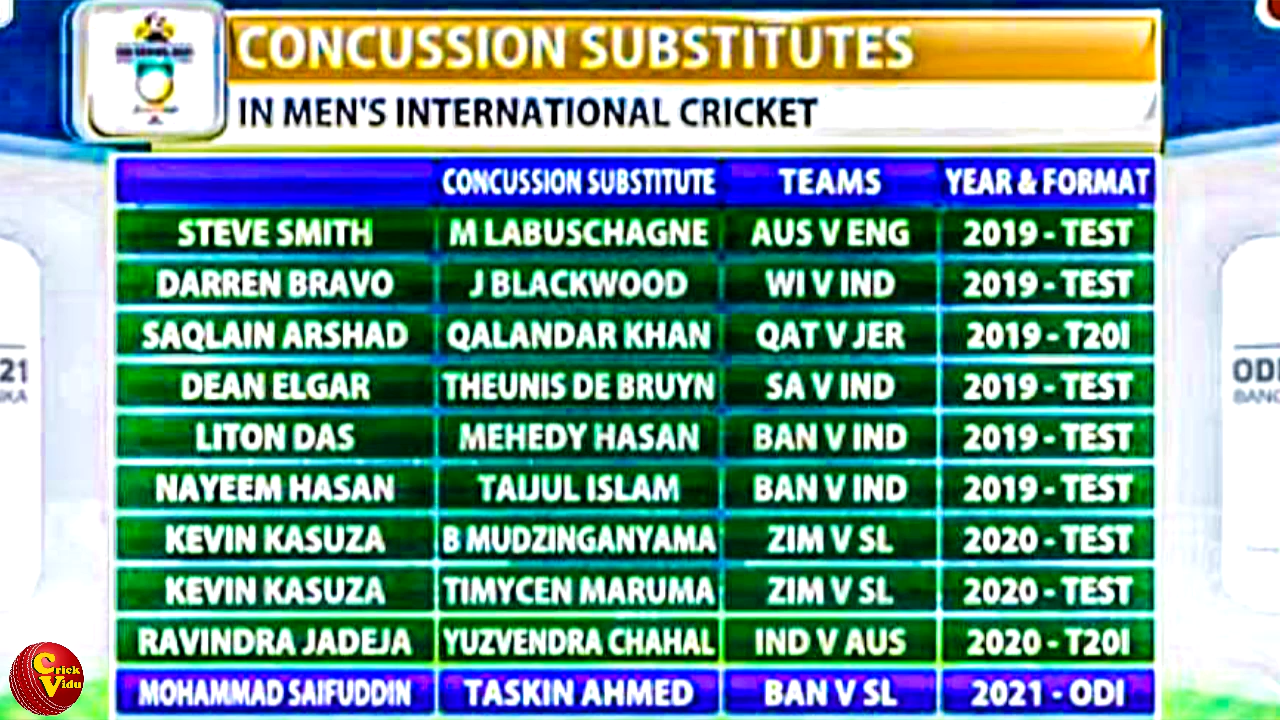 CONCUSSION SUBSTITUTES
IN MEN'S INTERNATIONAL CRICKET
CONCUSSION SUBSTITUTE TEAMS YEAR & FORMAT
STEVE SMITH M LABUSCHAGNE AUS V ENG 2019 - TEST
DARREN BRAVO J BLACKWOOD WI V IND 2019 - TEST
SAQLAIN ARSHAD QALANDAR KHAN QAT V JER 2019 - T20I
DEAN ELGAR THEUNIS DE BRUYN SA V IND 2019 - TEST
LITON DAS MEHEDY HASAN BAN V IND 2019 - TEST
NAYEEM HASAN TAIJUL ISLAM BAN V IND 2019 - TEST
KEVIN KASUZA B MUDZINGANYAMA ZIM V SL 2020 - TEST
KEVIN KASUZA TIMYCEN MARUMA ZIM V SL 2020 - TEST
RAVINDRA JADEJA YUZVENDRA CHAHAL IND V AUS 2020 - T20I
MOHAMMAD SAIFUDDIN TASKIN AHMED BAN V SL 2021 - ODI
21
ODI
Crick
Vidu